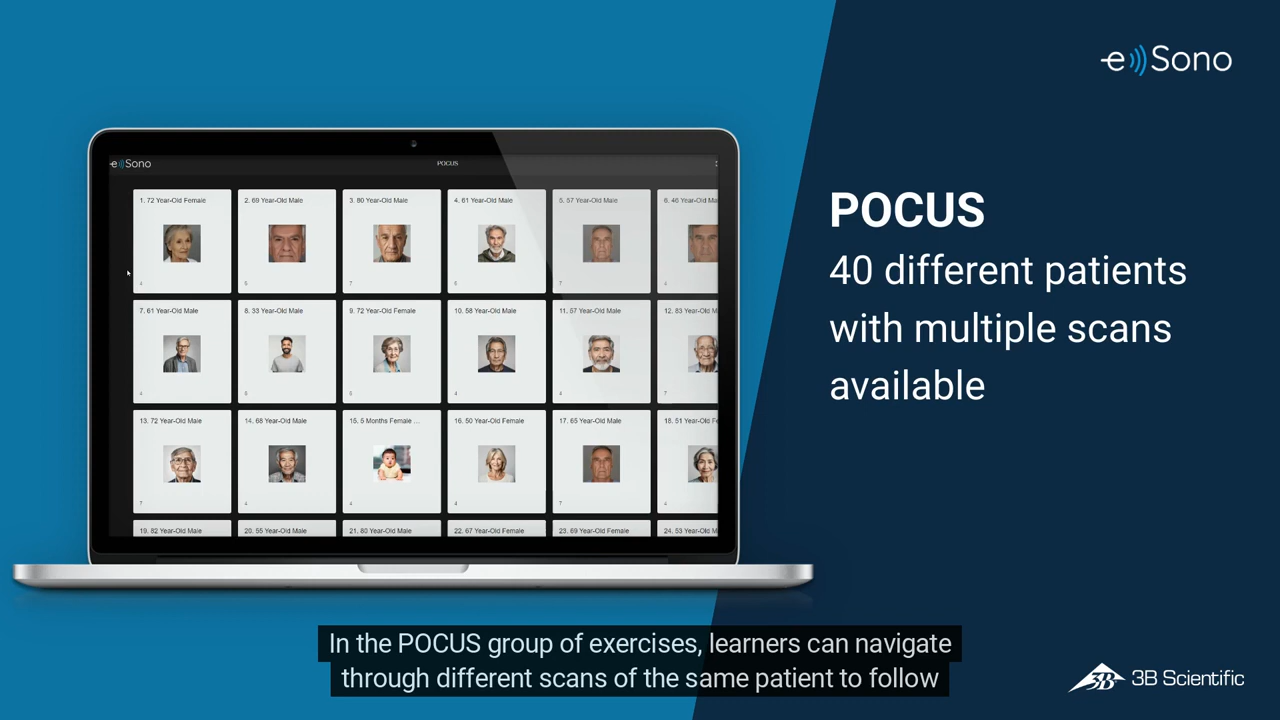 e Sono
POCUS
40 different patients
with multiple scans
available
e Sono
POCUS
1. 72 Year-Old Female
2. 69 Year-Old Male
3. 80 Year-Old Male
4. 61 Year-Old Male
5. 57 Year-Old Male
6. 46 Year-Old Ma
7. 61 Year-Old Male
8. 33 Year-Old Male
9. 72 Year-Old Female
10. 58 Year-Old Male
11. 67 Year-Old Male
12. 83 Year-Old Ma
13. 72 Year-Old Male
14. 68 Year-Old Male
15. 5 Months Female ...
16. 50 Year-Old Female
17. 65 Year-Old Male
18. 51 Year-Old Fe
19. 82 Year-Old Male
20. 55 Year-Old Male
21. 80 Year-Old Male
22. 67 Year-Old Female
23. 69 Year-Old Female
24. 53 Year-Old M
In the POCUS group of exercises, learners can navigate
through different scans of the same patient to follow
3B 3B Scientific